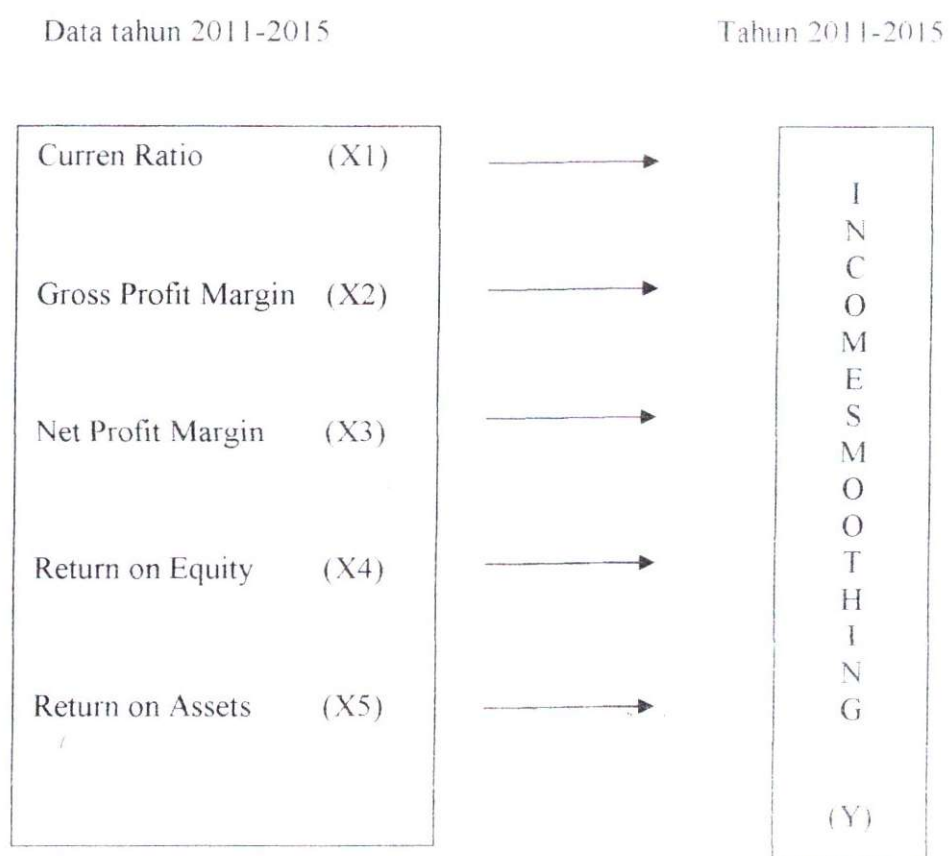 Data tahun 2011-2015
Tahun 2011-2015
Curren Ratio (X1)
Gross Profit Margin (X2)
Net Profit Margin (X3)
Return on Equity (X4)
Return on Assets (X5)
I
N
C
O
M
E
S
M
O
O
T
H
I
N
G
(Y)